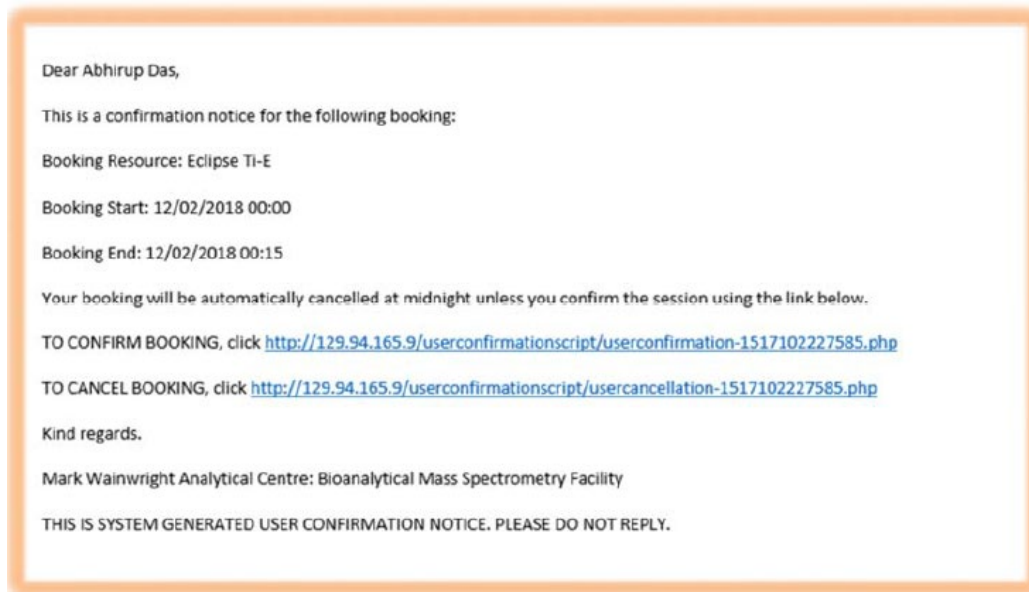 Dear Abhirup Das,
This is a confirmation notice for the following booking:
Booking Resource: Eclipse Ti-E
Booking Start: 12/02/2018 00:00
Booking End: 12/02/2018 00:15
Your booking will be automatically cancelled at midnight unless you confirm the session using the link below.
TO CONFIRM BOOKING, click http://129.94.165.9/userconfirmationscript/userconfirmation-1517102227585.php
TO CANCEL BOOKING, click http://129.94.165.9/userconfirmationscript/usercancellation-1517102227585.php
Kind regards.
Mark Wainwright Analytical Centre: Bioanalytical Mass Spectrometry Facility
THIS IS SYSTEM GENERATED USER CONFIRMATION NOTICE. PLEASE DO NOT REPLY.